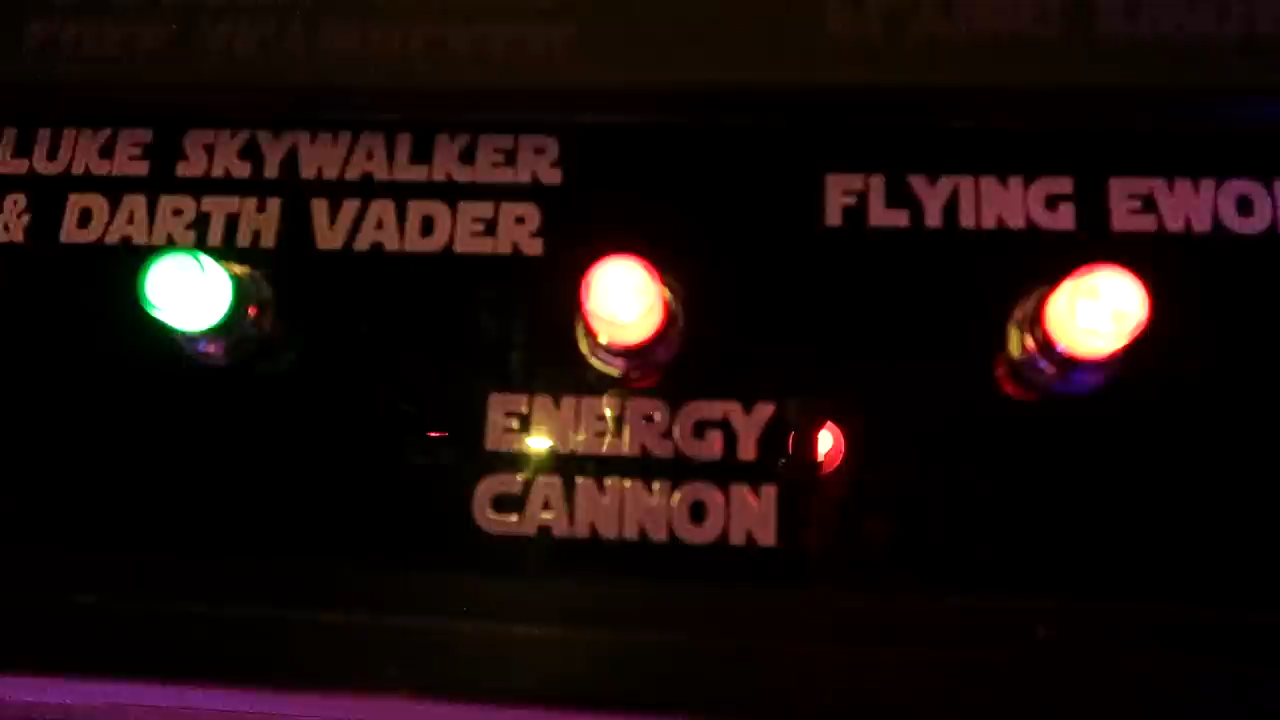 LUKE SKYWALKER
& DARTH VADER
FLYING EWO
ENERGY
CANNON